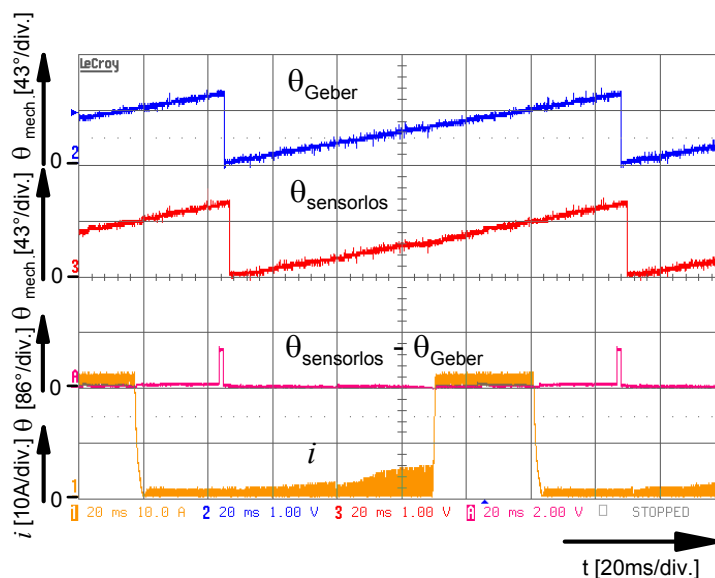 LeCroy
θ mech.[43°/div.]
θGeber
0
2
θ mech.[43°/div.]
θsensorlos
0
3
θ [86°/div.]
A
θsensorlos - θGeber
0
i [10A/div.]
i
0
1
1 20 ms 10.0 A 2 20 ms 1.00 V 3 20 ms 1.00 V A 20 ms 2.00 V STOPPED
t [20ms/div.]